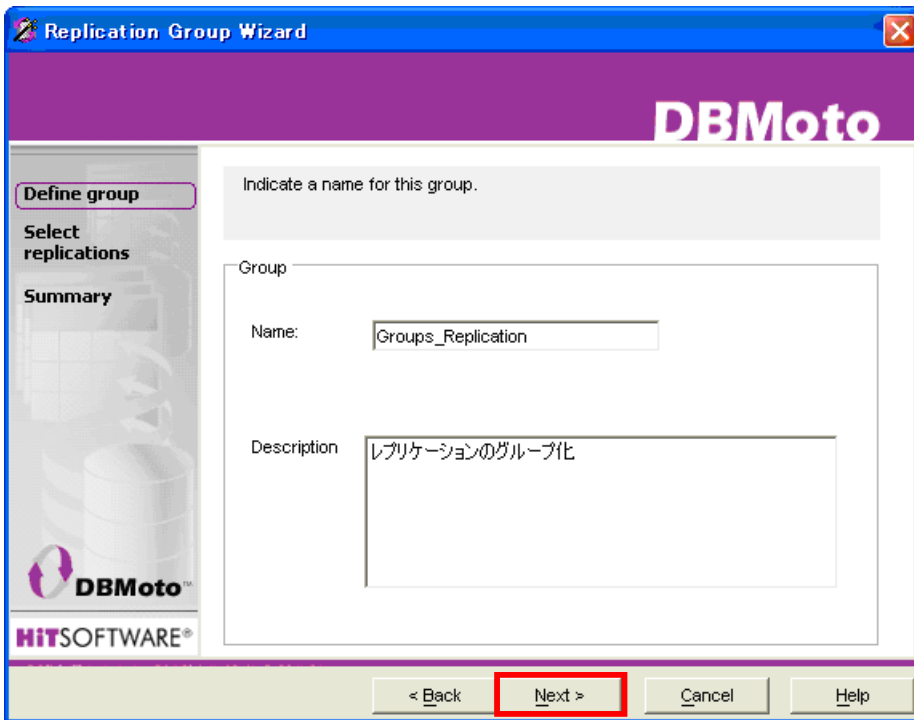 Replication Group Wizard
DBMoto
Define group
Select
replications
Summary
Indicate a name for this group.
Group
Name:
Groups_Replication
Description
レプリケーションのグループ化
DBMoto™
HiTSOFTWARE®
< Back
Next >
Cancel
Help